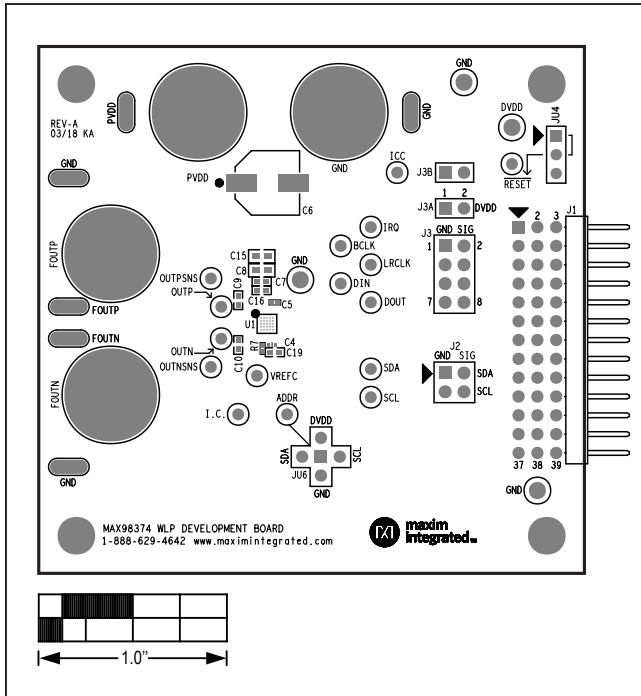 GND
REV-A
03/18 KA
PVDD
GND
DVDD
JU4
GND
PVDD
GND
ICC
J3B
RESET
C6
1 2
J3A DVDD
J1
2 3
FOUTP
IRQ
J3
GND SIG
1 2
BCLK
C15
C8
GND
LRCLK
OUTPSNS
C9
C7
DIN
OUTP
C16
C5
DOUT
7 8
FOUTP
U1
FOUTN
OUTN
C10
R7
C4
C19
J2
GND SIG
OUTNSNS
VREFC
SDA
SDA
FOUTN
SCL
SCL
I.C.
ADDR
DVDD
SDA
SCL
JU6
GND
37 38 39
GND
GND
MAX98374 WLP DEVELOPMENT BOARD
1-888-629-4642 www.maximintegrated.com
maxim
integrated™
1.0"